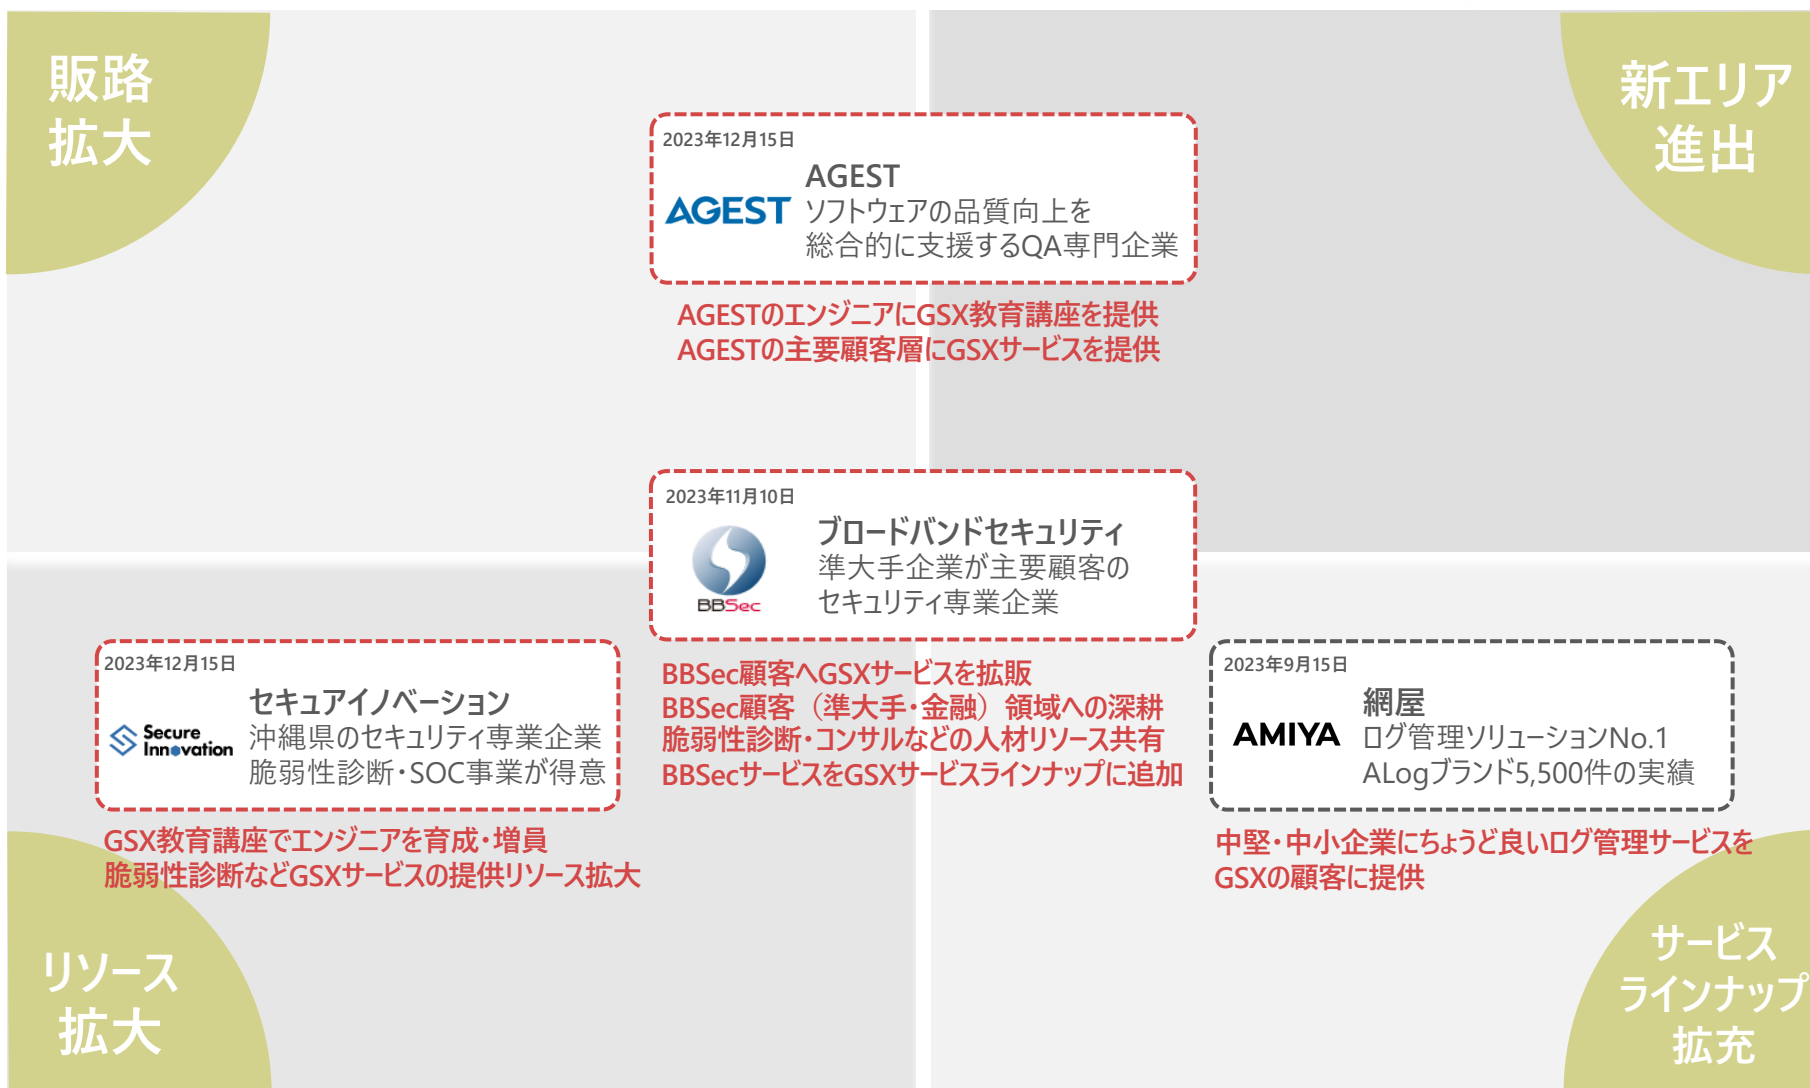 販路
拡大
新エリア
進出
2023年12月15日
AGEST
AGEST
ソフトウェアの品質向上を
総合的に支援するQA専門企業
AGESTのエンジニアにGSX教育講座を提供
AGESTの主要顧客層にGSXサービスを提供
2023年11月10日
BBSec
ブロードバンドセキュリティ
準大手企業が主要顧客の
セキュリティ専業企業
BBSec顧客へGSXサービスを拡販
BBSec顧客（準大手・金融）領域への深耕
脆弱性診断・コンサルなどの人材リソース共有
BBSecサービスをGSXサービスラインナップに追加
2023年12月15日
Secure
Innovation
セキュアイノベーション
沖縄県のセキュリティ専業企業
脆弱性診断・SOC事業が得意
GSX教育講座でエンジニアを育成・増員
脆弱性診断などGSXサービスの提供リソース拡大
2023年9月15日
AMIYA
網屋
ログ管理ソリューションNo.1
ALogブランド5,500件の実績
中堅・中小企業にちょうど良いログ管理サービスを
GSXの顧客に提供
リソース
拡大
サービス
ラインナップ
拡充